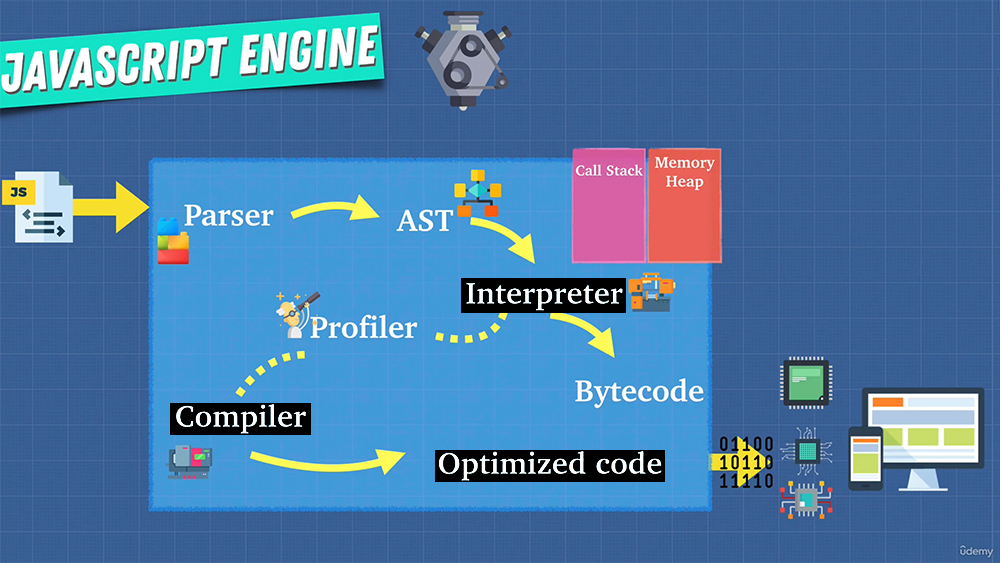 JAVASCRIPT ENGINE
JS
Parser
AST
Call Stack
Memory
Heap
Interpreter
Profiler
Bytecode
Compiler
Optimized code
01100
10110
11110
ûdemy